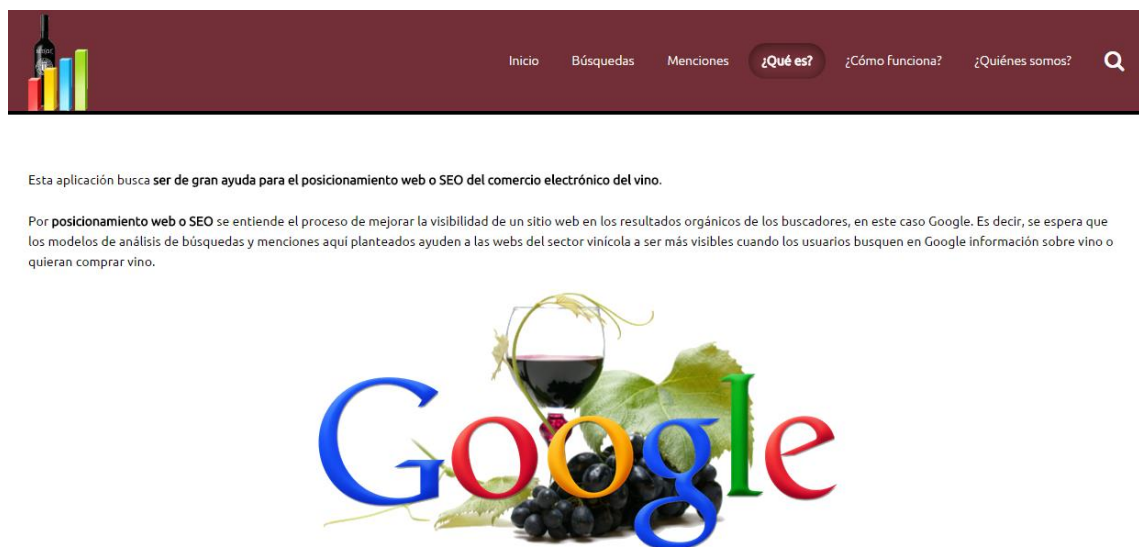 Inicio Búsquedas Menciones ¿Qué es? ¿Cómo funciona? ¿Quiénes somos?
Esta aplicación busca ser de gran ayuda para el posicionamiento web o SEO del comercio electrónico del vino.
Por posicionamiento web o SEO se entiende el proceso de mejorar la visibilidad de un sitio web en los resultados orgánicos de los buscadores, en este caso Google. Es decir, se espera que
los modelos de análisis de búsquedas y menciones aquí planteados ayuden a las webs del sector vinícola a ser más visibles cuando los usuarios busquen en Google información sobre vino o
quieran comprar vino.
Google